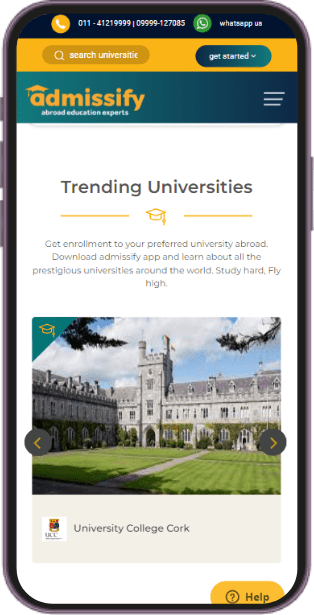 011 - 41219999 | 09999-127085 whatsapp us
search universitie get started
admissify
abroad education experts
Trending Universities
Get enrollment to your preferred university abroad.
Download admissify app and learn about all the
prestigious universities around the world. Study hard, Fly
high.
UCC
University College Cork
Help